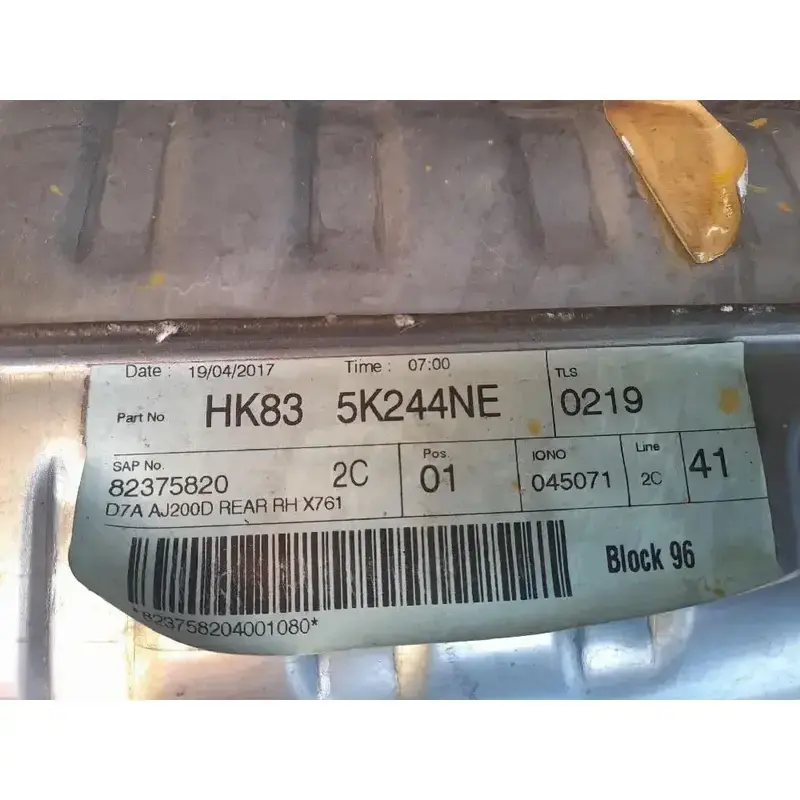 Date : 19/04/2017 Time : 07:00
TLS
Part No HK83 5K244NE 0219
SAP No. 2C Pos 01 IONO Line 41
82375820 045071 2C
D7A AJ200D REAR RH X761
Block 96
*823758204001080*